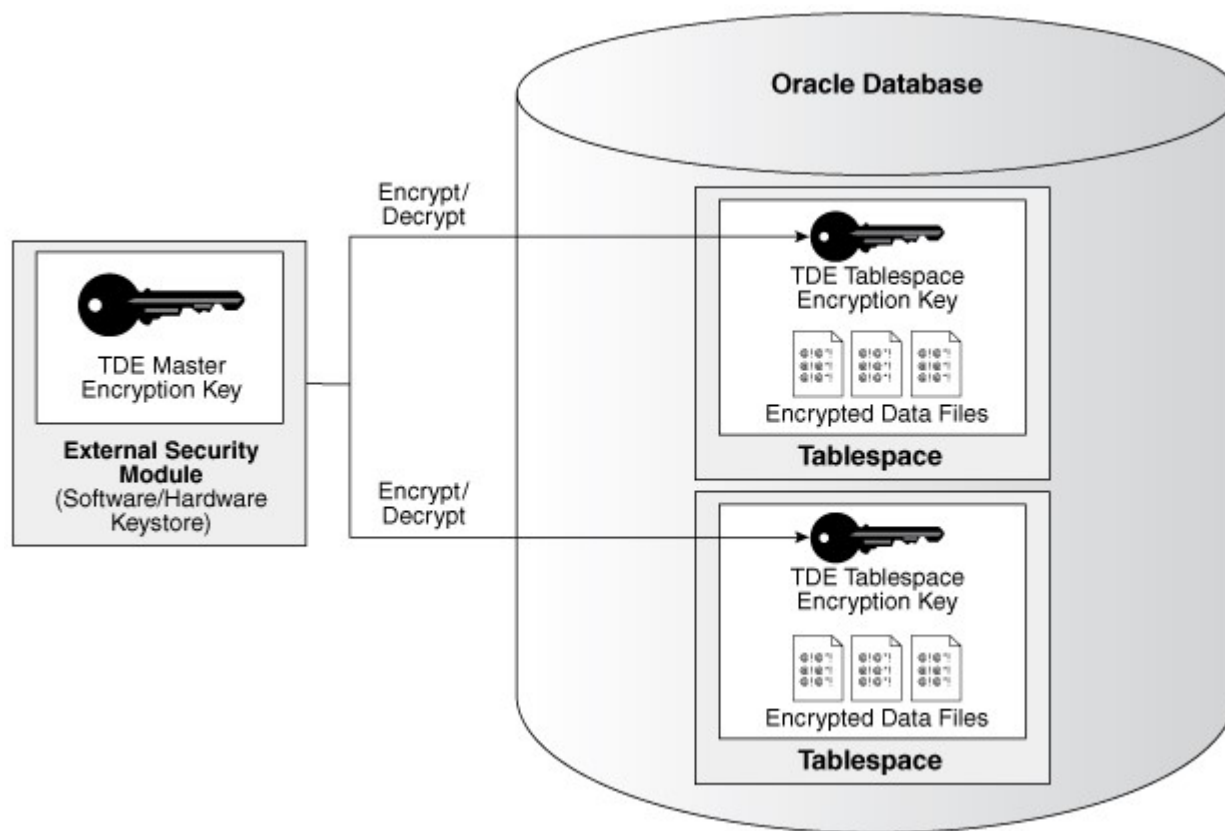 Oracle Database
Encrypt/
Decrypt
TDE Master
Encryption Key
External Security
Module
(Software/Hardware
Keystore)
TDE Tablespace
Encryption Key
@!@*!
@!@*!
@!@*!
@!@*!
@!@*!
@!@*!
@!@*!
@!@*!
@!@*!
Encrypted Data Files
Tablespace
Encrypt/
Decrypt
TDE Tablespace
Encryption Key
@!@*!
@!@*!
@!@*!
@!@*!
@!@*!
@!@*!
@!@*!
@!@*!
@!@*!
Encrypted Data Files
Tablespace